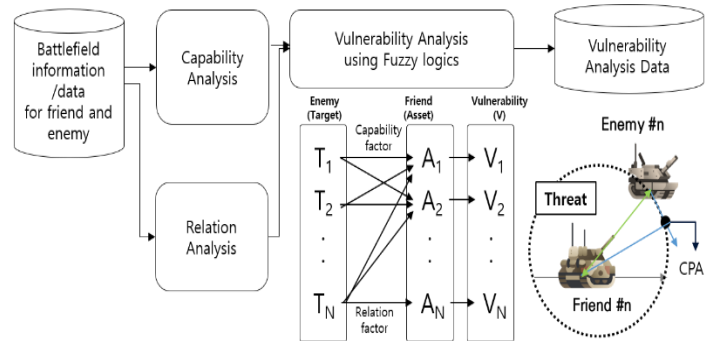 Battlefield
information
/data
for friend and
enemy
Capability
Analysis
Relation
Analysis
Vulnerability Analysis
using Fuzzy logics
Vulnerability
Analysis Data
Enemy
(Target)
Friend
(Asset)
Vulnerability
(V)
Capability
factor
T1 A1 V1
T2 A2 V2
. . .
. . .
TN AN VN
Relation
factor
Enemy #n
Threat
CPA
Friend #n